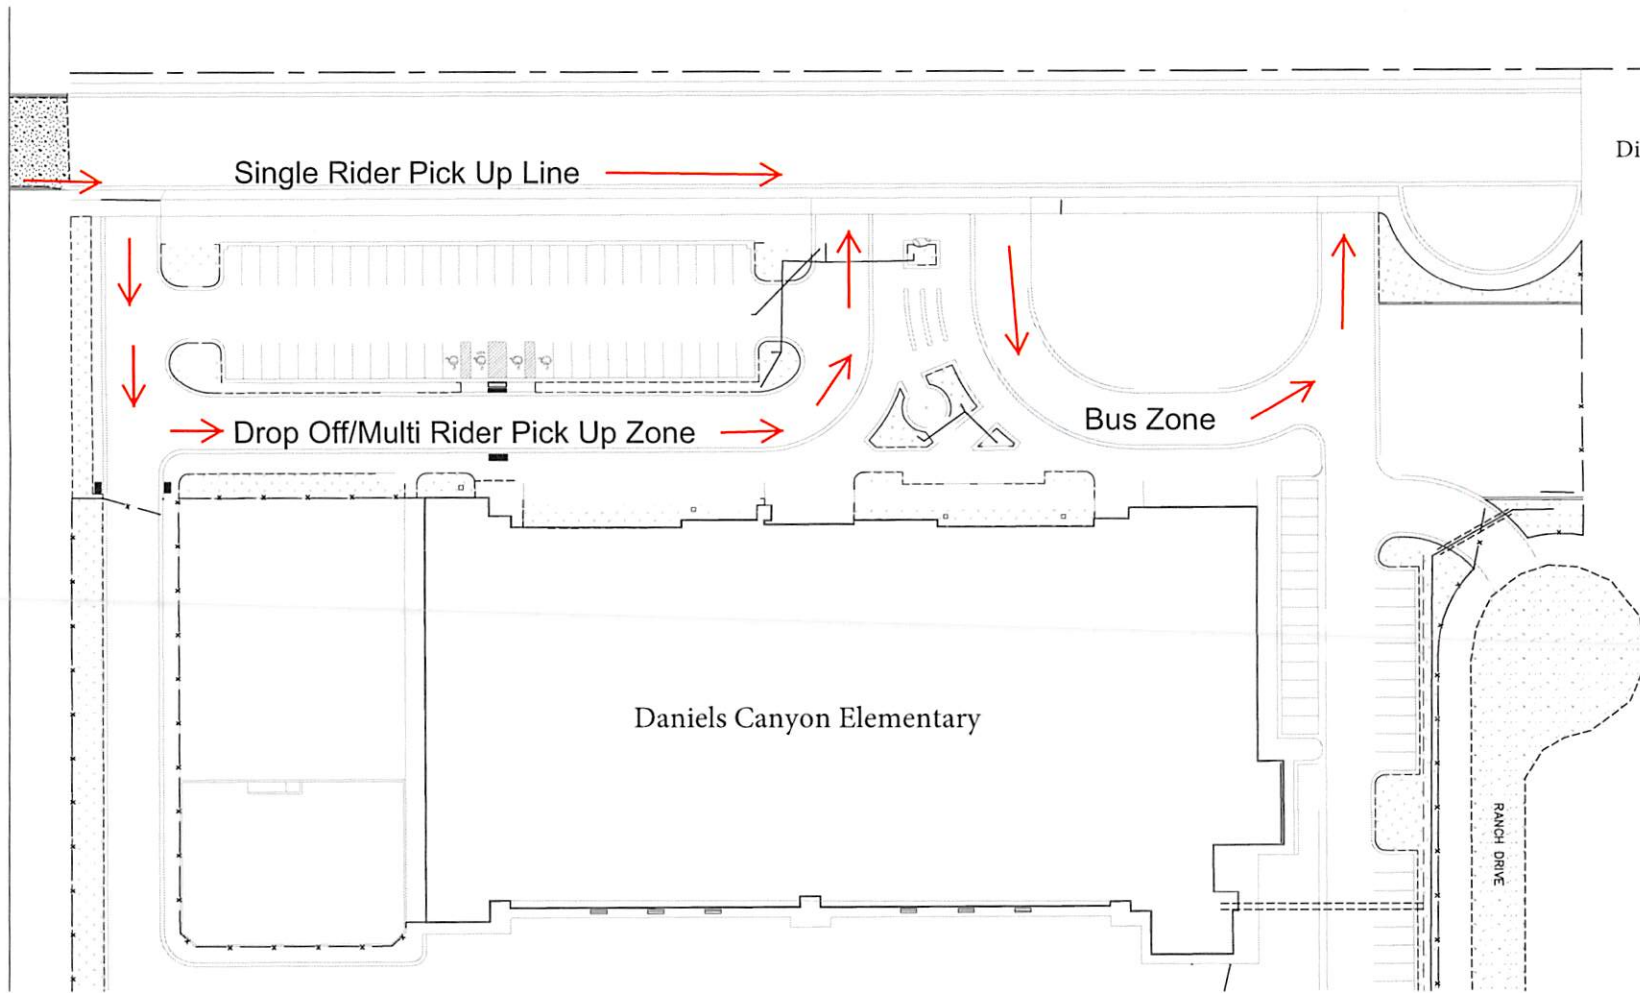 Di
Single Rider Pick Up Line
Drop Off/Multi Rider Pick Up Zone
Bus Zone
Daniels Canyon Elementary
RANCH DRIVE